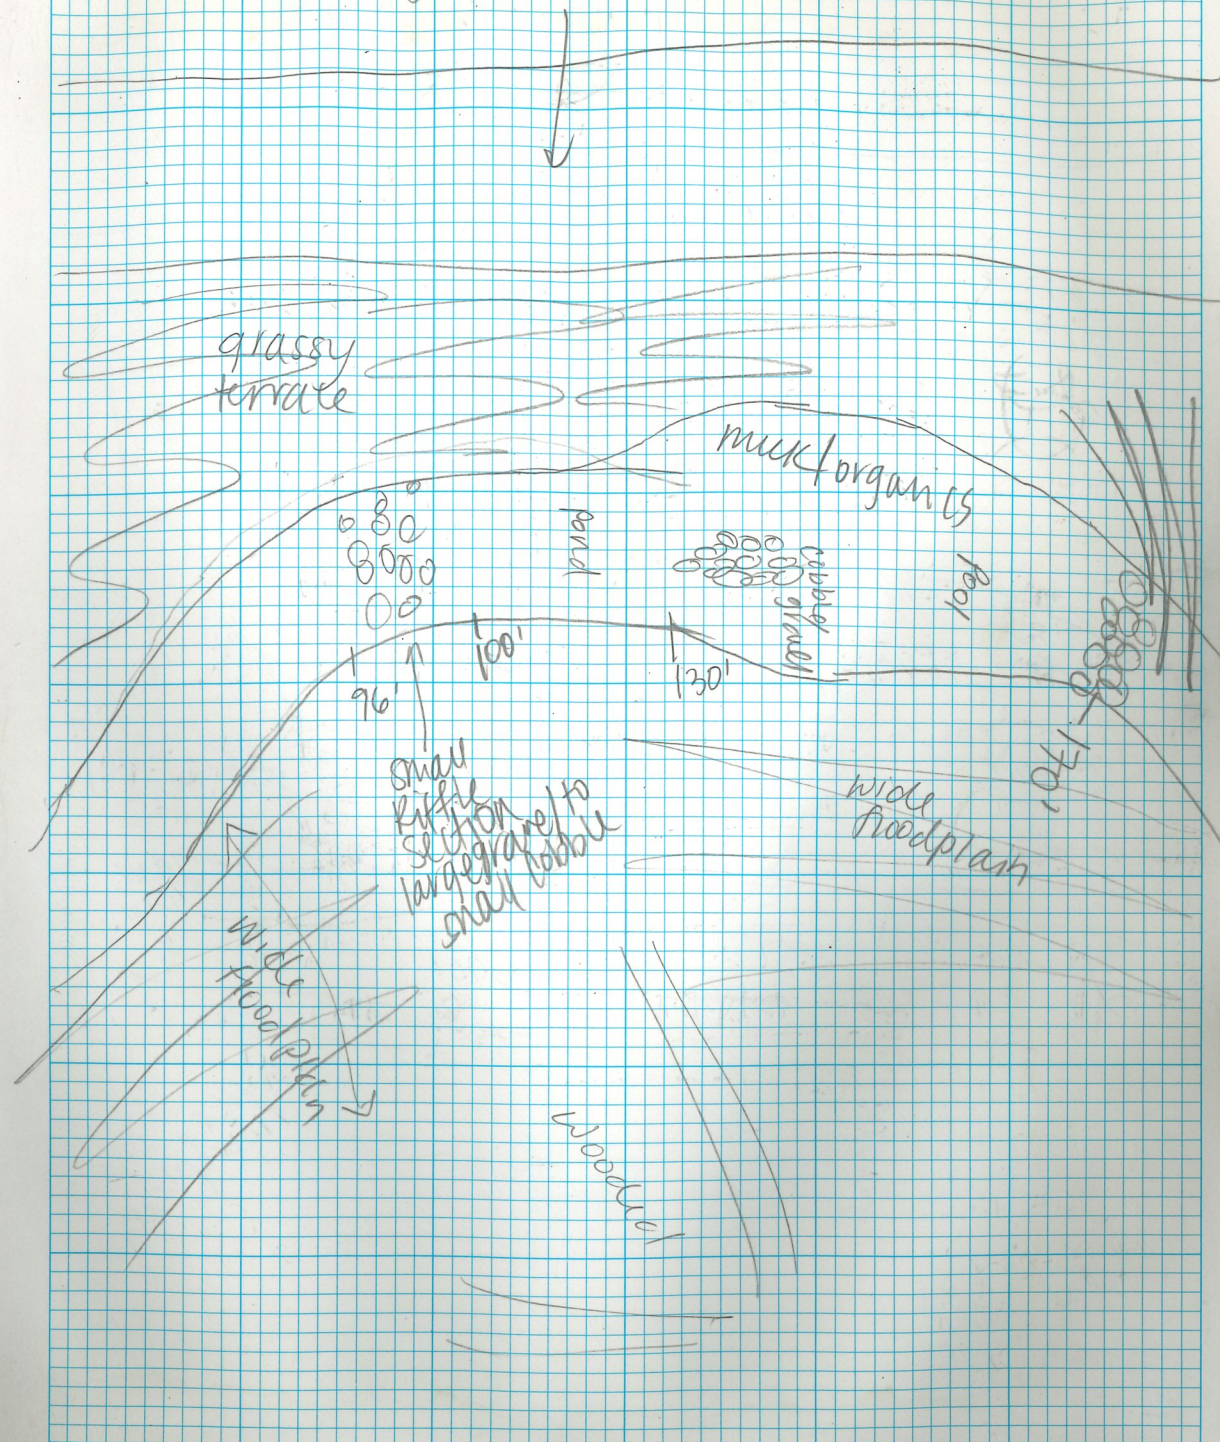 grassy
terrace
muck/organics
pond
cobble/
gravel
pool
100'
130'
96'
170'
small
riffle
section
large gravel to
small cobble
wide
floodplain
wide
floodplain
wooded